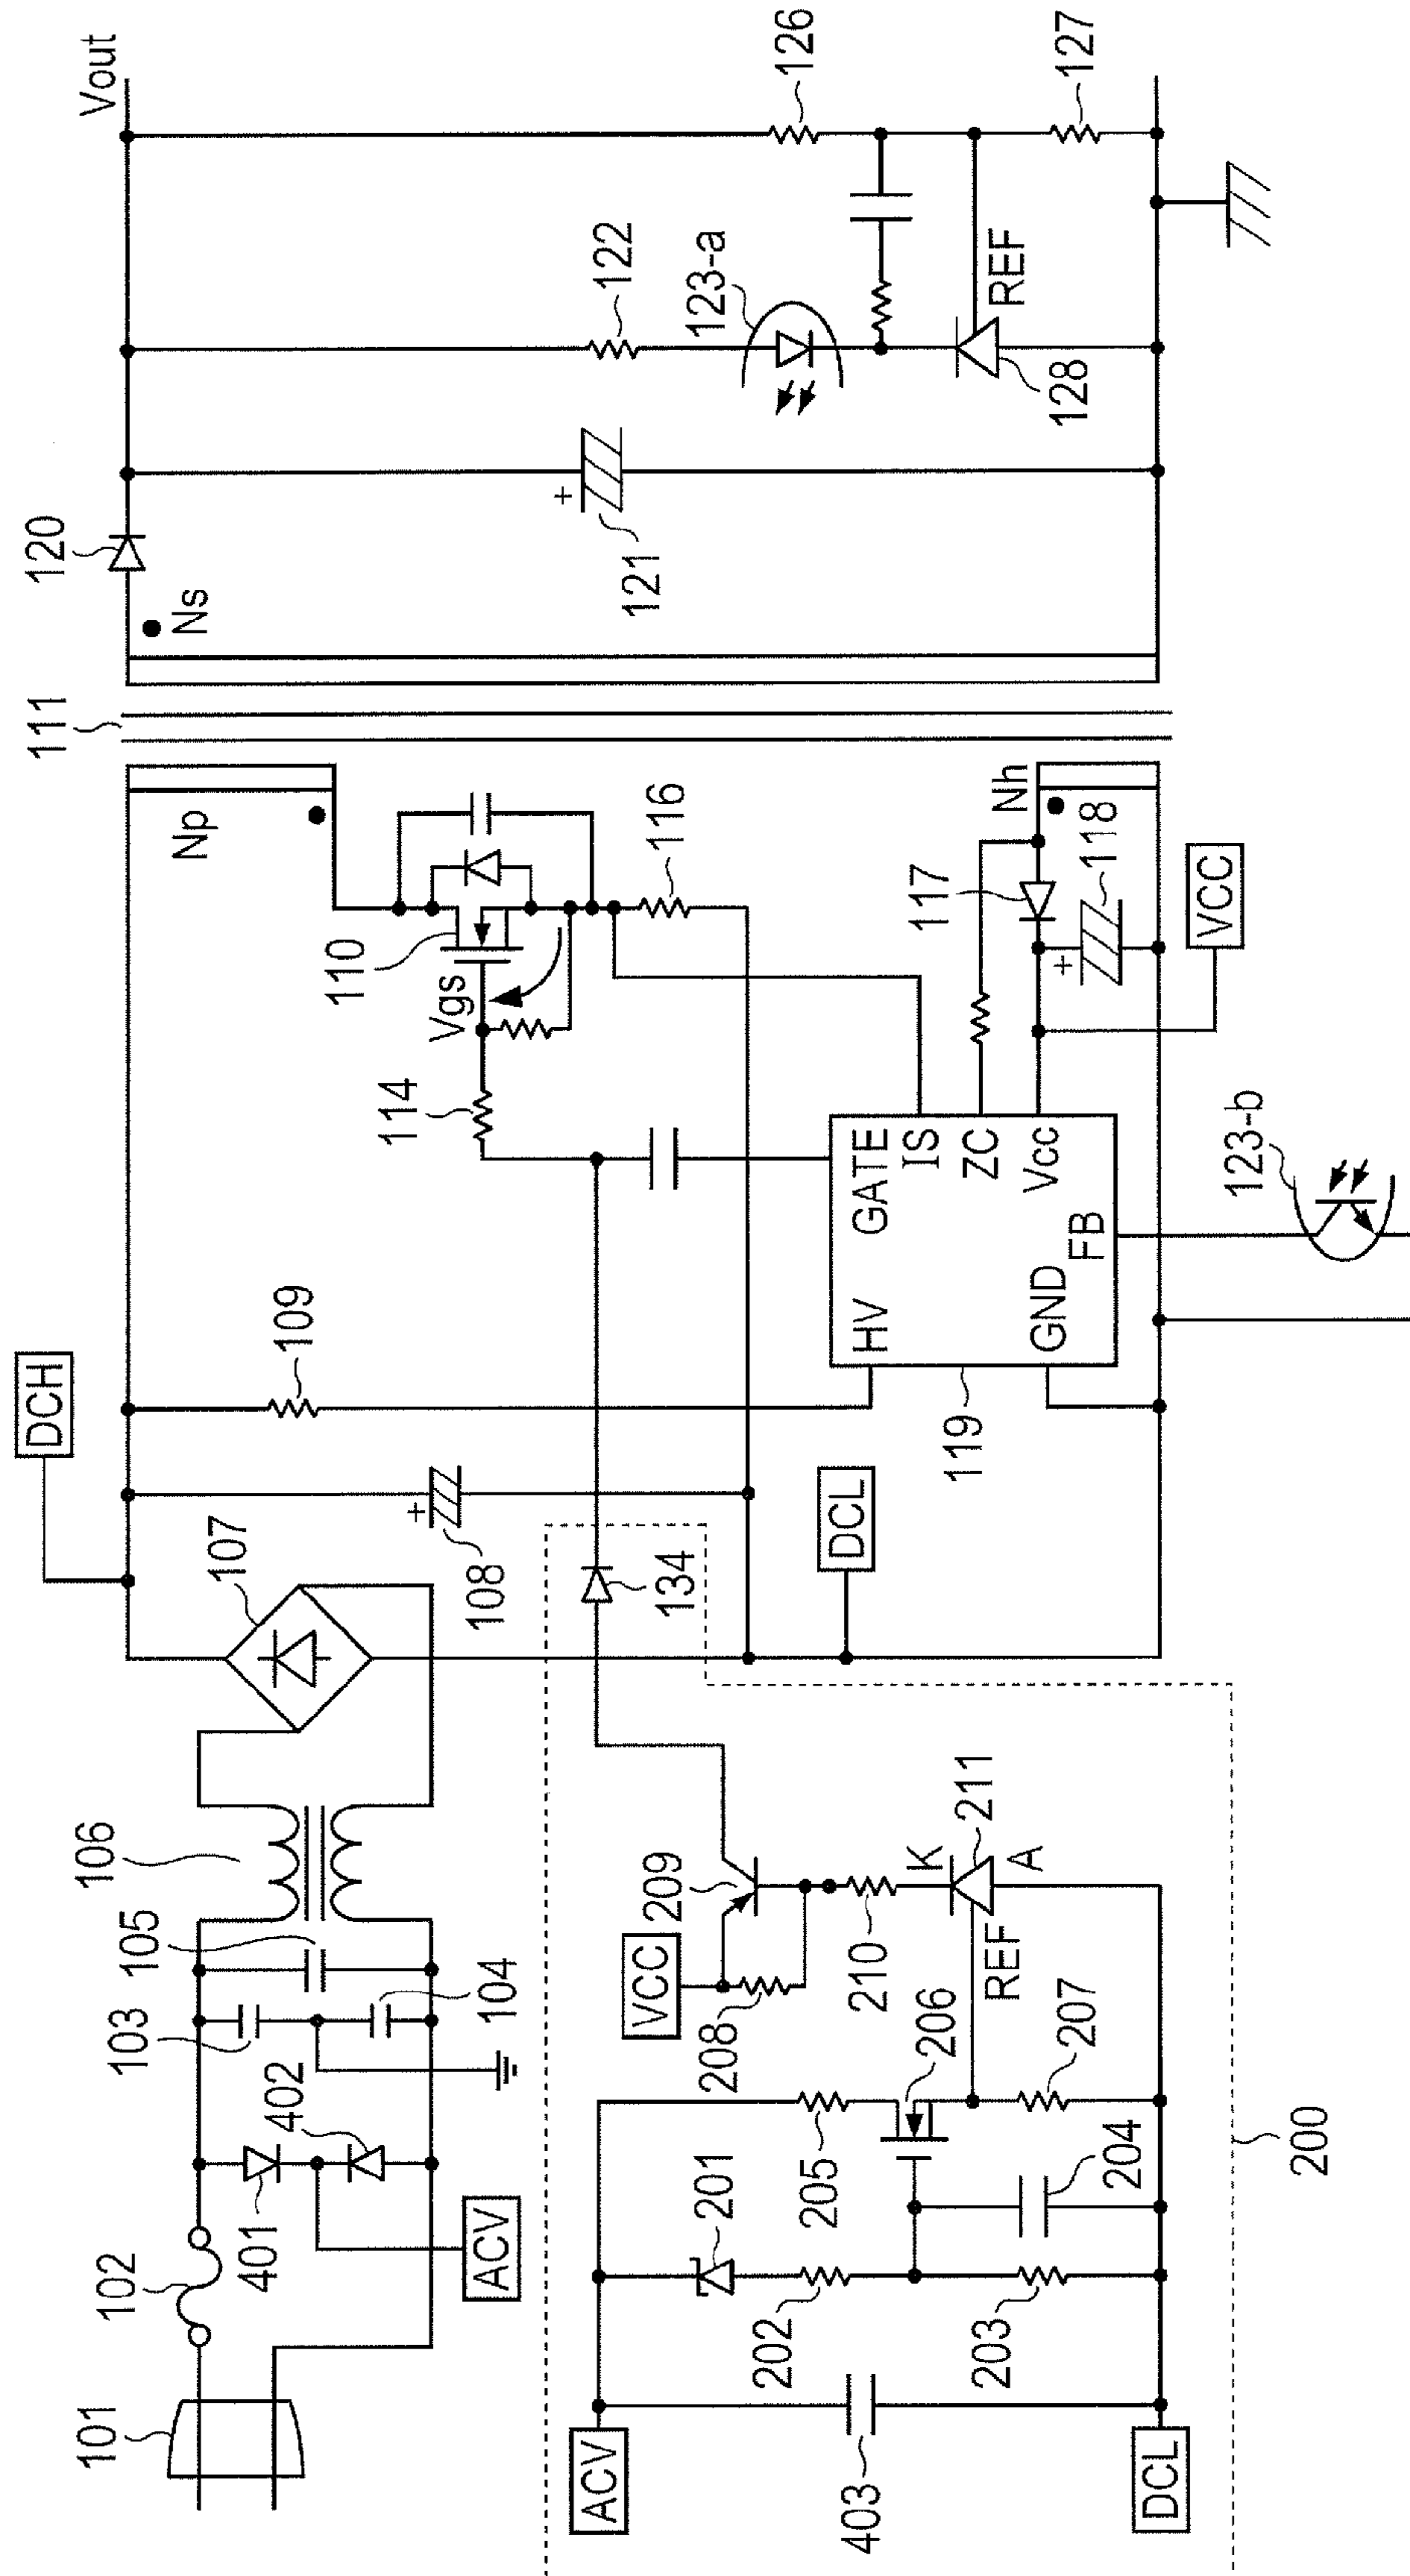 101
102
401
402
ACV
103
104
105
106
107
DCH
108
109
DCL
119
HV
GATE
IS
ZC
Vcc
FB
GND
114
Vgs
110
116
Np
Nh
117
118
+
+
VCC
123-b
111
Ns
120
121
+
122
123-a
REF
128
126
127
Vout
134
ACV
DCL
403
201
202
203
204
205
206
207
REF
VCC
208
209
210
211
K
A
200